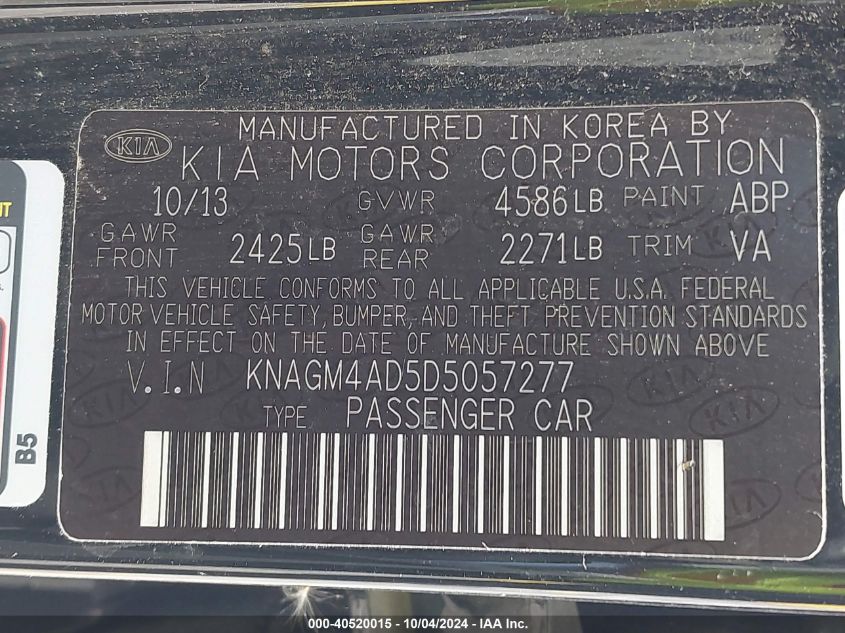 MANUFACTURED IN KOREA BY
KIA
KIA MOTORS CORPORATION
10/13 GVWR 4586LB PAINT ABP
GAWR FRONT 2425LB GAWR REAR 2271LB TRIM VA
THIS VEHICLE CONFORMS TO ALL APPLICABLE U.S.A. FEDERAL
MOTOR VEHICLE SAFETY, BUMPER, AND THEFT PREVENTION STANDARDS
IN EFFECT ON THE DATE OF MANUFACTURE SHOWN ABOVE
V.I.N KNAGM4AD5D5057277
TYPE PASSENGER CAR
B5
000-40520015 - 10/04/2024 - IAA Inc.